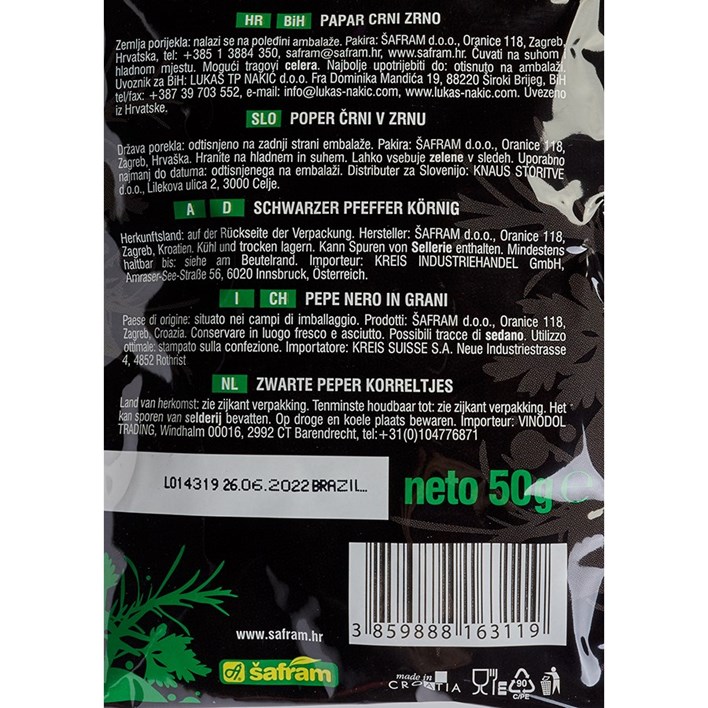 HR BiH PAPAR CRNI ZRNO
Zemlja porijekla: nalazi se na poleđini ambalaže. Pakira: ŠAFRAM d.o.o., Oranice 118, Zagreb,
Hrvatska, tel: +385 1 3884 350, safram@safram.hr, www.safram.hr. Čuvati na suhom i
hladnom mjestu. Mogući tragovi celera. Najbolje upotrijebiti do: otisnuto na ambalaži.
Uvoznik za BiH: LUKAS TP NAKIĆ d.o.o. Fra Dominika Mandića 19, 88220 Široki Brijeg, BiH
tel/fax: +387 39 703 552, e-mail: info@lukas-nakic.com, www.lukas-nakic.com. Uvezeno
iz Hrvatske.
SLO POPER ČRNI V ZRNU
Država porekla: odtisnjeno na zadnji strani embalaže. Pakira: ŠAFRAM d.o.o., Oranice 118,
Zagreb, Hrvaška. Hranite na hladnem in suhem. Lahko vsebuje zelene v sledeh. Uporabno
najmanj do datuma: odtisnjenega na embalaži. Distributer za Slovenijo: KNAUS STORITVE
d.o.o., Lilekova ulica 2, 3000 Celje.
A D SCHWARZER PFEFFER KÖRNIG
Herkunftsland: auf der Rückseite der Verpackung. Hersteller: ŠAFRAM d.o.o., Oranice 118,
Zagreb, Kroatien. Kühl und trocken lagern. Kann Spuren von Sellerie enthalten. Mindestens
haltbar bis: siehe am Beutelrand. Importeur: KREIS INDUSTRIEHANDEL GmbH,
Amraser-See-Straße 56, 6020 Innsbruck, Österreich.
I CH PEPE NERO IN GRANI
Paese di origine: situato nei campi di imballaggio. Prodotti: ŠAFRAM d.o.o., Oranice 118,
Zagreb, Croazia. Conservare in luogo fresco e asciutto. Possibili tracce di sedano. Utilizzo
ottimale: stampato sulla confezione. Importatore: KREIS SUISSE S.A. Neue Industriestrasse
4, 4852 Rothrist
NL ZWARTE PEPER KORRELTJES
Land van herkomst: zie zijkant verpakking. Tenminste houdbaar tot: zie zijkant verpakking. Het
kan sporen van selderij bevatten. Op droge en koele plaats bewaren. Importeur: VINODOL
TRADING, Windhalm 00016, 2992 CT Barendrecht, tel:+31(0)104776871
L014319 26.06.2022 BRAZIL...
neto 50g e
3 859888 163119
www.safram.hr
šafram
made in
CROATIA
90
C/PE